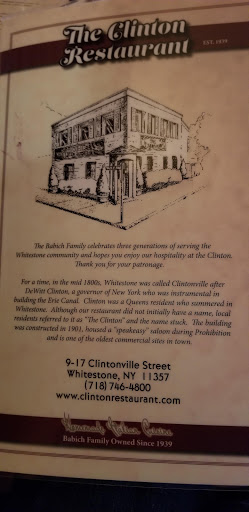 The Clinton
Restaurant
EST. 1939
The Babich Family celebrates three generations of serving the
Whitestone community and hopes you enjoy our hospitality at the Clinton.
Thank you for your patronage.
For a time, in the mid 1800s, Whitestone was called Clintonville after
DeWitt Clinton, a governor of New York who was instrumental in
building the Erie Canal. Clinton was a Queens resident who summered in
Whitestone. Although our restaurant did not initially have a name, local
residents referred to it as "The Clinton" and the name stuck. The building
was constructed in 1901, housed a "speakeasy" saloon during Prohibition
and is one of the oldest commercial sites in town.
9-17 Clintonville Street
Whitestone, NY 11357
(718) 746-4800
www.clintonrestaurant.com
Homemade Italian Cuisine
Babich Family Owned Since 1939